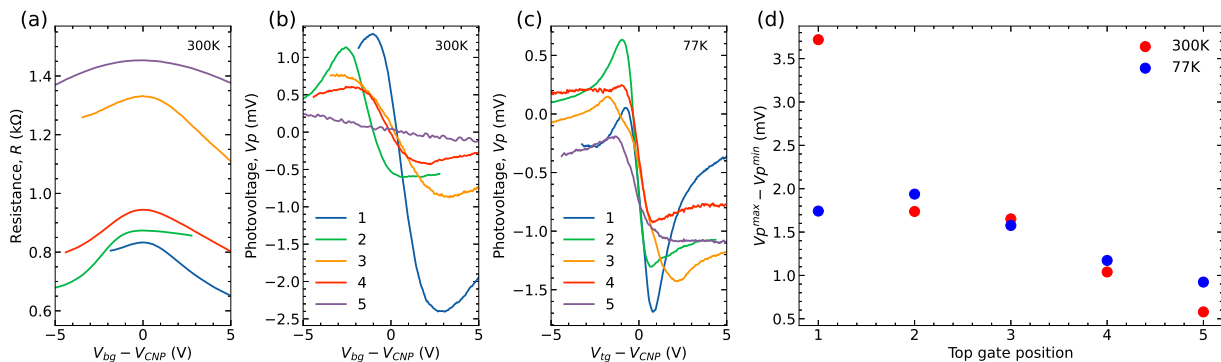 (a)
300K
Resistance, R (kΩ)
1.4
1.2
1.0
0.8
0.6
−5
0
5
V_bg − V_CNP (V)
(b)
300K
Photovoltage, Vp (mV)
1.0
0.5
0.0
−0.5
−1.0
−1.5
−2.0
−2.5
1
2
3
4
5
−5
0
5
V_bg − V_CNP (V)
(c)
77K
Photovoltage, Vp (mV)
0.5
0.0
−0.5
−1.0
−1.5
1
2
3
4
5
−5
0
5
V_tg − V_CNP (V)
(d)
300K
77K
Vp^max − Vp^min (mV)
3.5
3.0
2.5
2.0
1.5
1.0
0.5
1
2
3
4
5
Top gate position